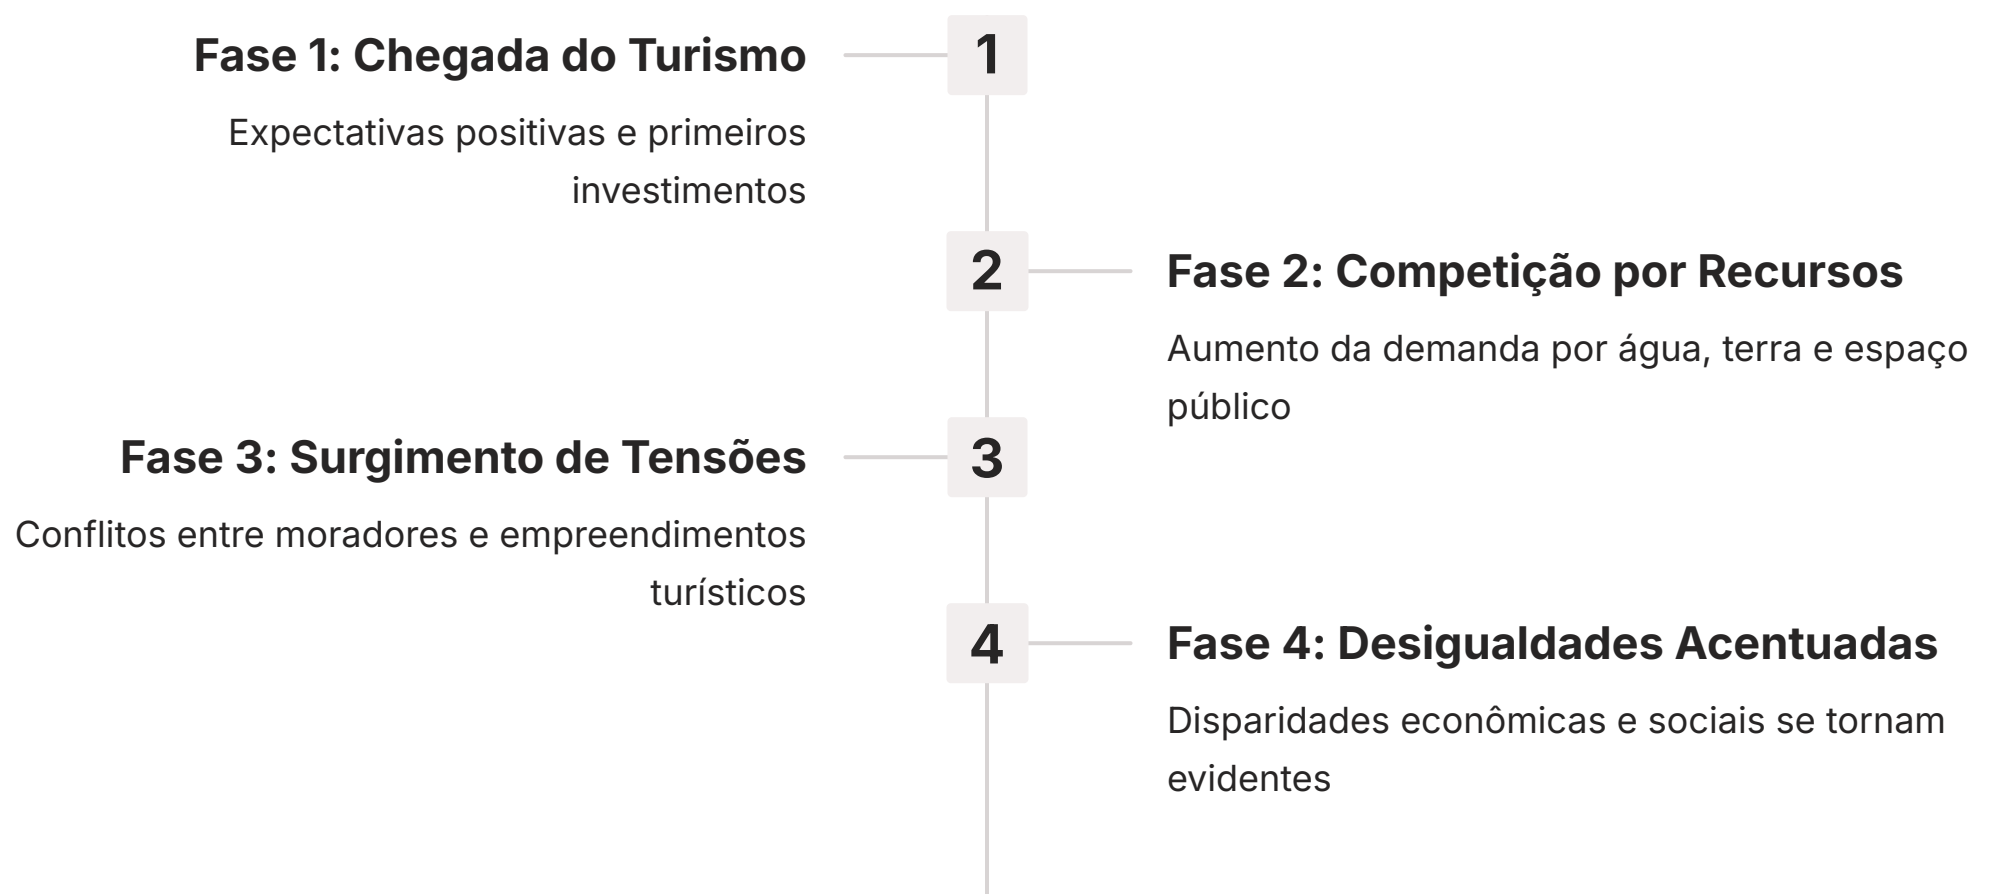 Fase 1: Chegada do Turismo
1
Expectativas positivas e primeiros
investimentos
2
Fase 2: Competição por Recursos
Aumento da demanda por água, terra e espaço
público
Fase 3: Surgimento de Tensões
3
Conflitos entre moradores e empreendimentos
turísticos
4
Fase 4: Desigualdades Acentuadas
Disparidades econômicas e sociais se tornam
evidentes